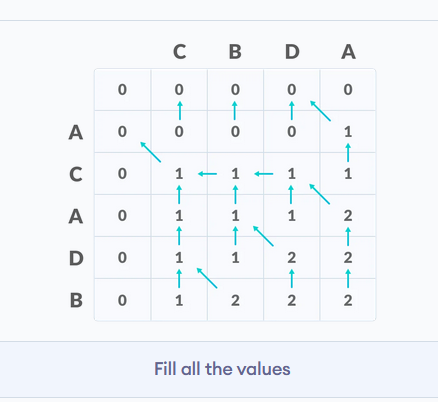 C B D A
0 0 0 0 0
A 0 0 0 0 1
C 0 1 1 1 1
A 0 1 1 1 2
D 0 1 1 2 2
B 0 1 2 2 2
Fill all the values